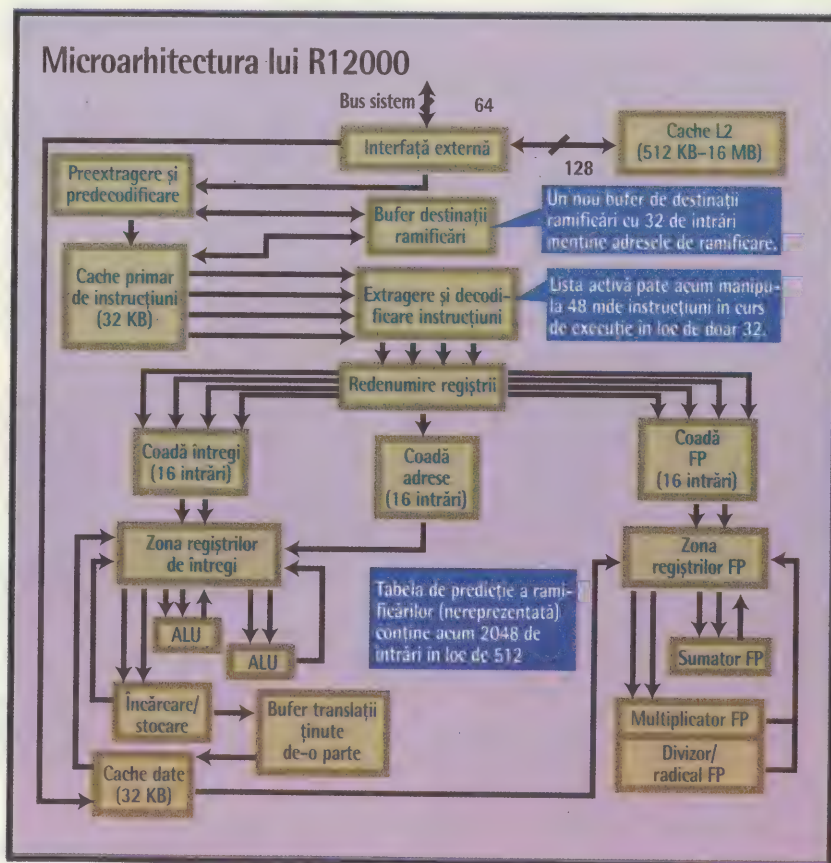 Microarhitectura lui R12000
Bus sistem
64
Interfață externă
128
Cache L2
(512 KB–16 MB)
Preextragere și
predecodificare
Bufer destinații
ramificări
Un nou bufer de destinații
ramificări cu 32 de intrări
menține adresele de ramificare.
Cache primar
de instrucțiuni
(32 KB)
Extragere și decodi-
ficare instrucțiuni
Lista activă pate acum manipu-
la 48 mde instrucțiuni în curs
de execuție în loc de doar 32.
Redenumire regiștrii
Coadă întregi
(16 intrări)
Coadă
adrese
(16 intrări)
Coadă
FP
(16 intrări)
Zona regiștrilor
de întregi
Zona
regiștrilor FP
Tabela de predicție a rami-
ficărilor (nereprezentată)
conține acum 2048 de
intrări în loc de 512
ALU
ALU
Sumator FP
Încărcare/
stocare
Bufer translații
ținute
de-o parte
Multiplicator FP
Divizor/
radical FP
Cache date
(32 KB)